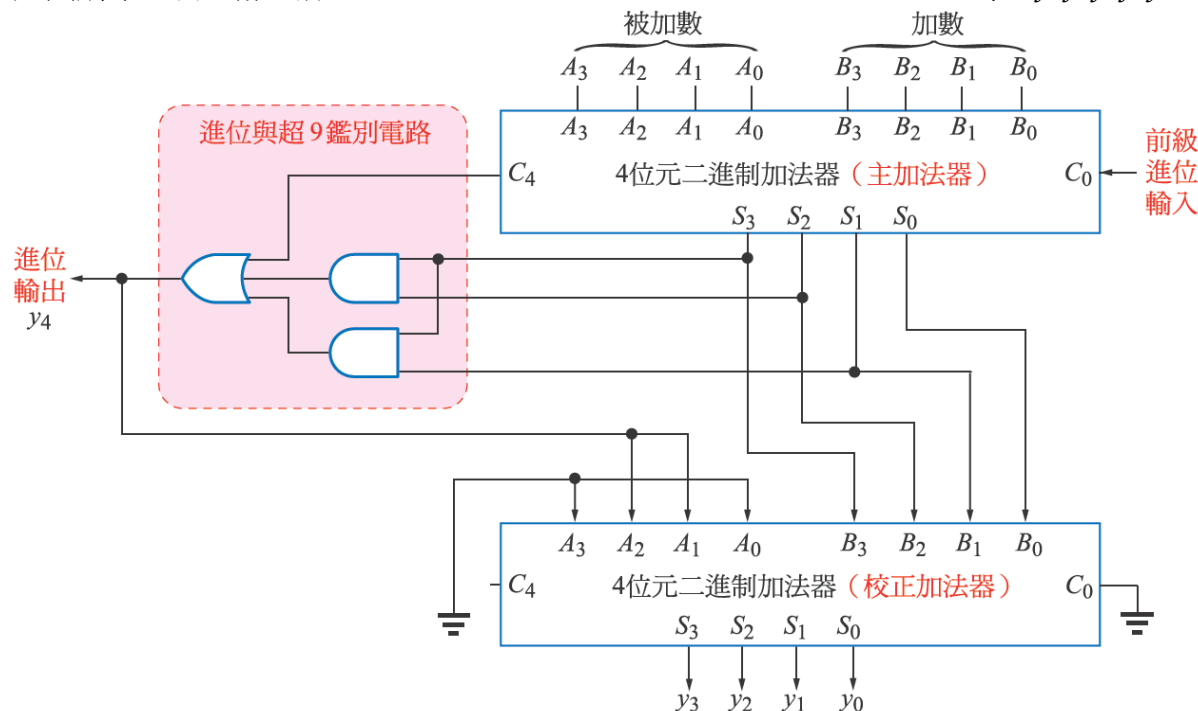 被加數 加數
A3 A2 A1 A0 B3 B2 B1 B0
進位與超 9 鑑別電路
A3 A2 A1 A0 B3 B2 B1 B0
C4 4位元二進制加法器（主加法器） C0
前級
進位
輸入
S3 S2 S1 S0
進位
輸出
y4
A3 A2 A1 A0 B3 B2 B1 B0
C4 4位元二進制加法器（校正加法器） C0
S3 S2 S1 S0
y3 y2 y1 y0